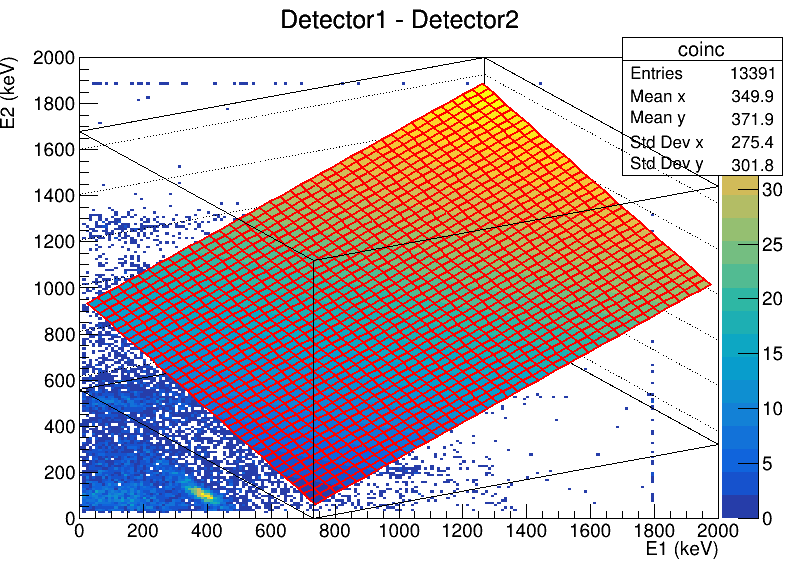 Detector1 - Detector2
E2 (keV)
coinc
Entries 13391
Mean x 349.9
Mean y 371.9
Std Dev x 275.4
Std Dev y 301.8
2000
1800
1600
1400
1200
1000
800
600
400
200
0
30
25
20
15
10
5
0
0 200 400 600 800 1000 1200 1400 1600 1800 2000
E1 (keV)